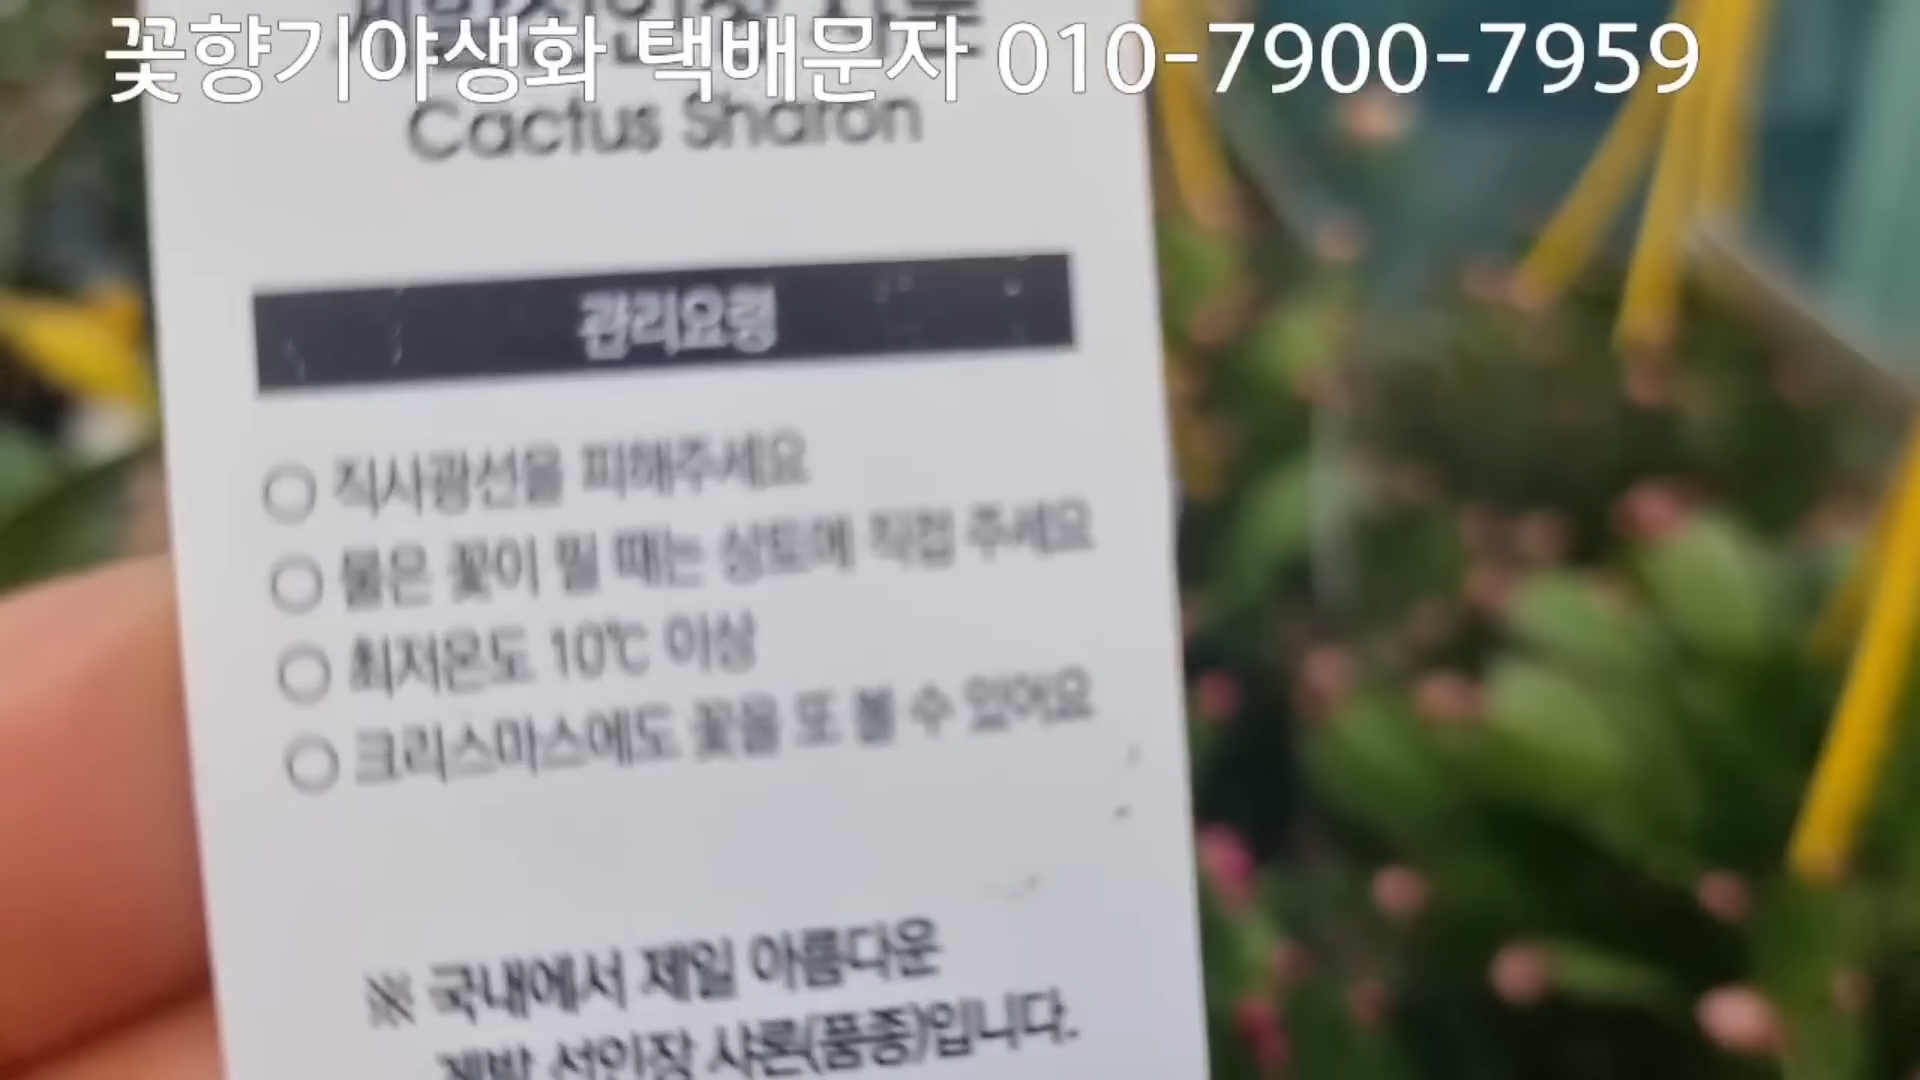 꽃향기야생화 택배문자 010-7900-7959
Cactus Sharon
관리요령
○ 직사광선을 피해주세요
○ 물은 꽃이 필 때는 상토에 직접 주세요
○ 최저온도 10℃ 이상
○ 크리스마스에도 꽃을 또 볼 수 있어요
※ 국내에서 제일 아름다운
게발 선인장 샤론(품종)입니다.